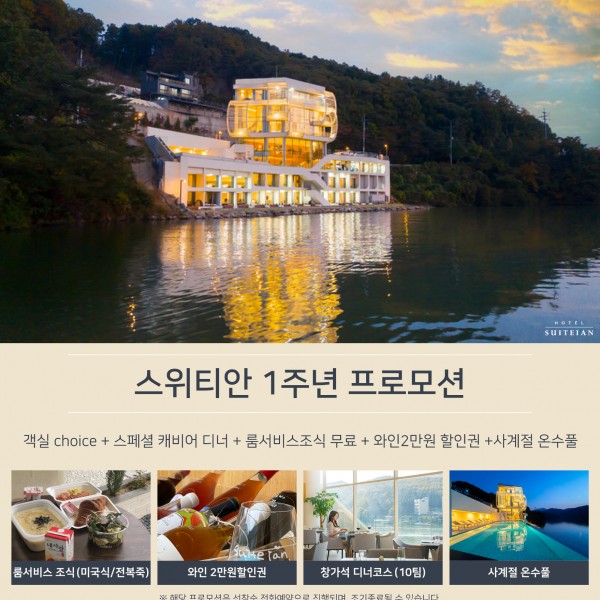 HOTEL
SUITEIAN
스위티안 1주년 프로모션
객실 choice + 스페셜 캐비어 디너 + 룸서비스조식 무료 + 와인2만원 할인권 +사계절 온수풀
suite ian
룸서비스 조식(미국식/전복죽)
와인 2만원할인권
창가석 디너코스 (10팀)
사계절 온수풀
※ 해당 프로모션은 선착순 전화예약으로 진행되며, 조기종료될 수 있습니다